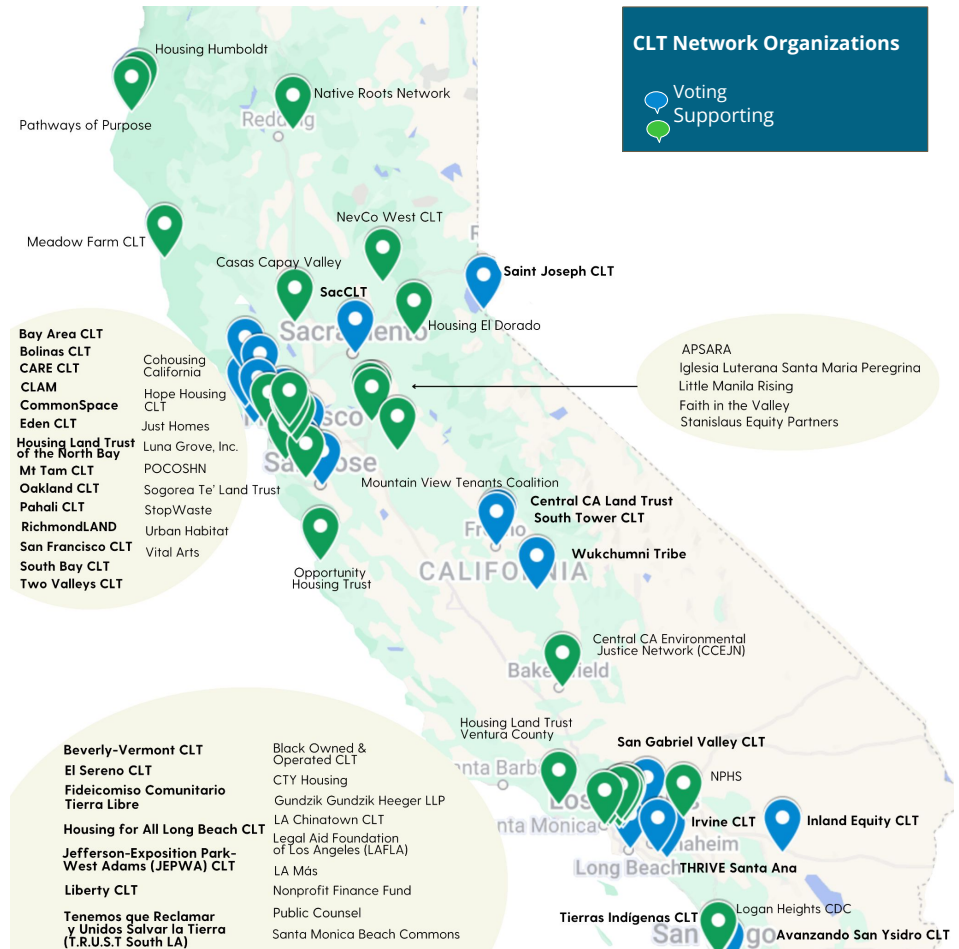 CLT Network Organizations
Voting
Supporting
Housing Humboldt
Pathways of Purpose
Native Roots Network
Redding
Meadow Farm CLT
NevCo West CLT
Casas Capay Valley
SacCLT
Saint Joseph CLT
Housing El Dorado
Sacramento
Bay Area CLT
Bolinas CLT
CARE CLT
CLAM
CommonSpace
Eden CLT
Housing Land Trust
of the North Bay
Mt Tam CLT
Oakland CLT
Pahali CLT
RichmondLAND
San Francisco CLT
South Bay CLT
Two Valleys CLT
Cohousing
California
Hope Housing
CLT
Just Homes
Luna Grove, Inc.
POCOSHN
Sogorea Te' Land Trust
StopWaste
Urban Habitat
Vital Arts
APSARA
Iglesia Luterana Santa Maria Peregrina
Little Manila Rising
Faith in the Valley
Stanislaus Equity Partners
Mountain View Tenants Coalition
Opportunity
Housing Trust
Central CA Land Trust
South Tower CLT
Fresno
Wukchumni Tribe
CALIFORNIA
Central CA Environmental
Justice Network (CCEJN)
Bakersfield
Housing Land Trust
Ventura County
San Gabriel Valley CLT
NPHS
Irvine CLT
Inland Equity CLT
Long Beach
THRIVE Santa Ana
Beverly-Vermont CLT
El Sereno CLT
Fideicomiso Comunitario
Tierra Libre
Housing for All Long Beach CLT
Jefferson-Exposition Park-
West Adams (JEPWA) CLT
Liberty CLT
Tenemos que Reclamar
y Unidos Salvar la Tierra
(T.R.U.S.T South LA)
Black Owned &
Operated CLT
CTY Housing
Gundzik Gundzik Heeger LLP
LA Chinatown CLT
Legal Aid Foundation
of Los Angeles (LAFLA)
LA Más
Nonprofit Finance Fund
Public Counsel
Santa Monica Beach Commons
Tierras Indígenas CLT
Logan Heights CDC
Avanzando San Ysidro CLT